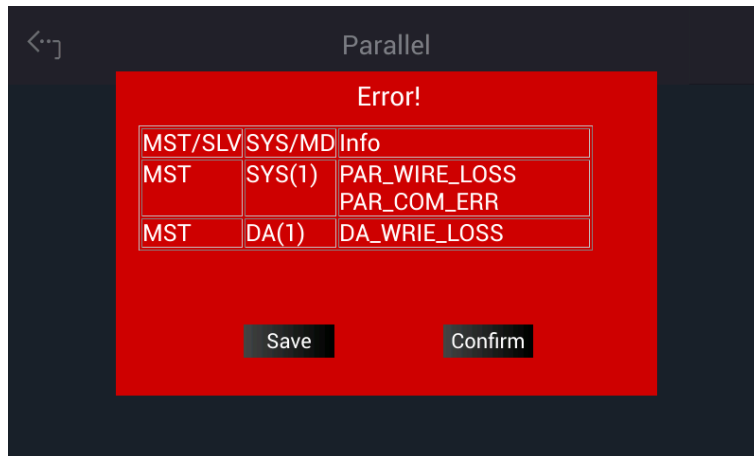 Parallel
Error!
MST/SLV SYS/MD Info
MST SYS(1) PAR_WIRE_LOSS
PAR_COM_ERR
MST DA(1) DA_WRIE_LOSS
Save Confirm